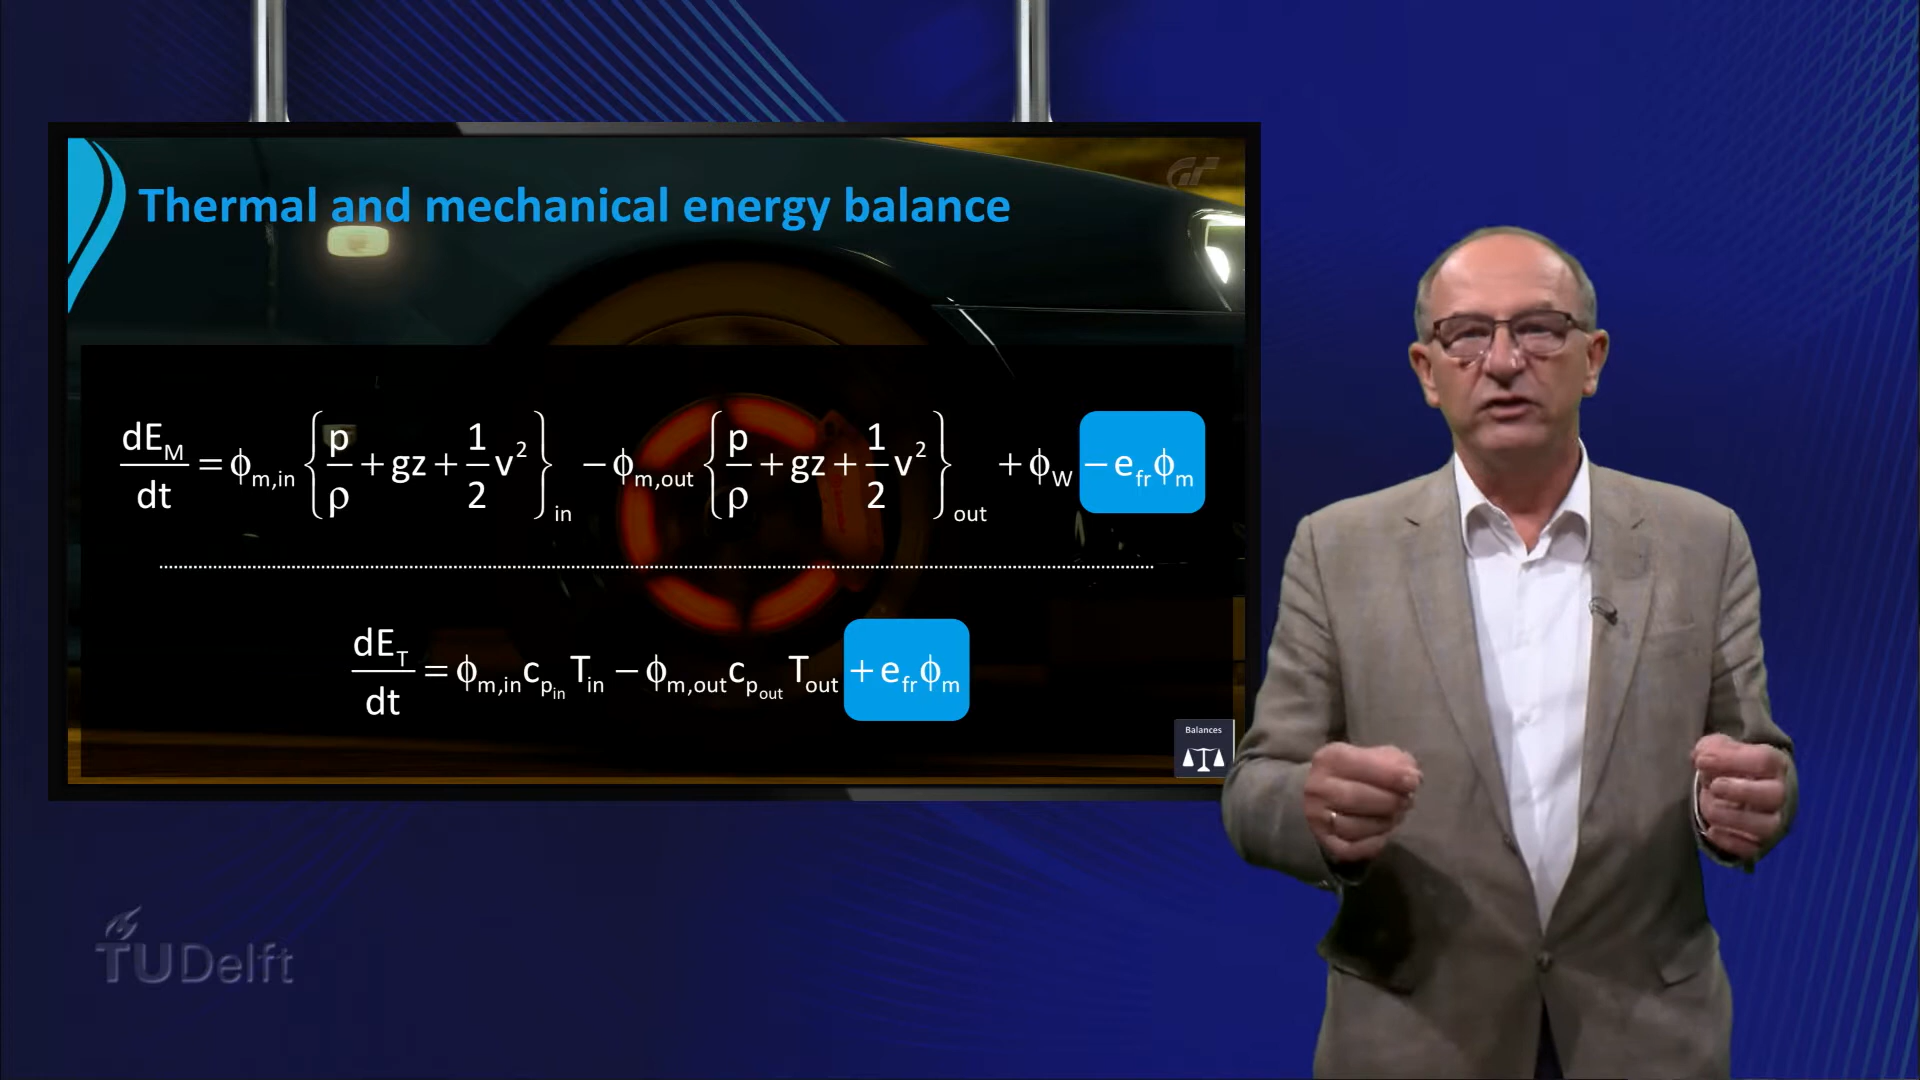 Thermal and mechanical energy balance
dE_M/dt = ϕ_m,in {p/ρ + gz + 1/2 v²}_in − ϕ_m,out {p/ρ + gz + 1/2 v²}_out + ϕ_W − e_fr ϕ_m
dE_T/dt = ϕ_m,in c_p_in T_in − ϕ_m,out c_p_out T_out + e_fr ϕ_m
Balances
TUDelft